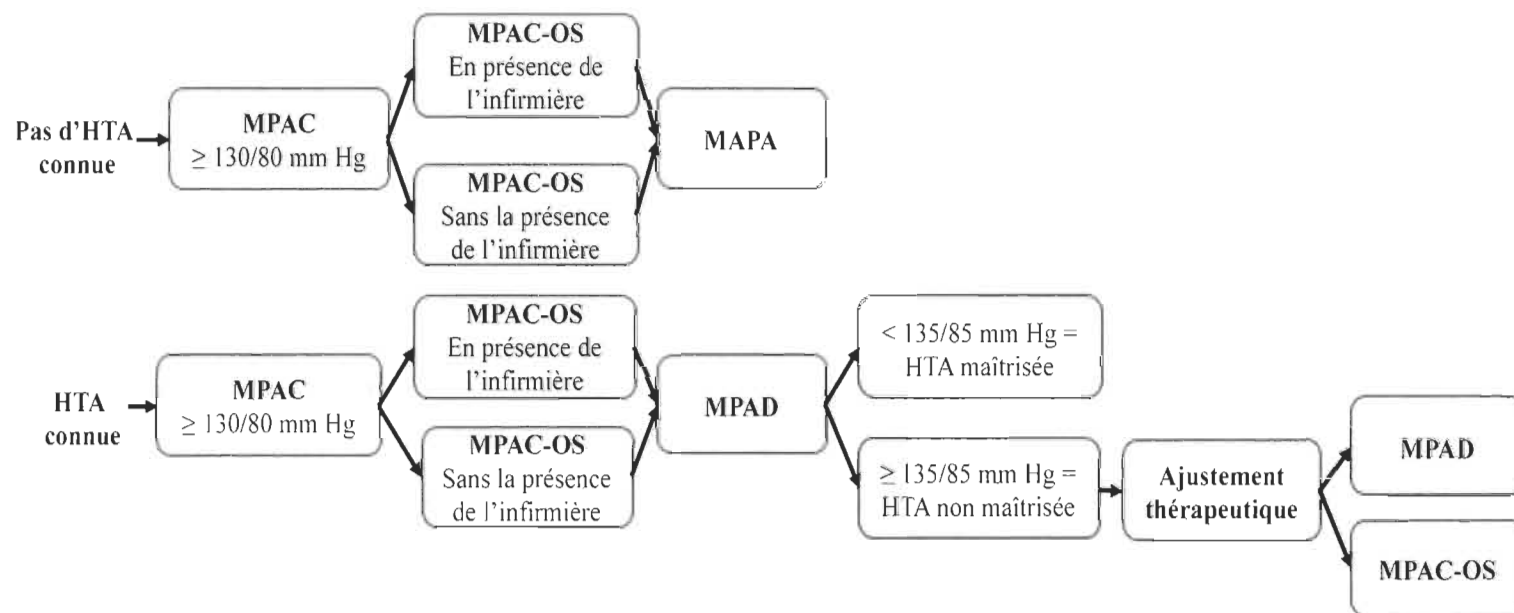 Pas d'HTA
connue
MPAC
≥ 130/80 mm Hg
MPAC-OS
En présence de
l'infirmière
MPAC-OS
Sans la présence
de l'infirmière
MAPA
HTA
connue
MPAC
≥ 130/80 mm Hg
MPAC-OS
En présence de
l'infirmière
MPAC-OS
Sans la présence
de l'infirmière
MPAD
< 135/85 mm Hg =
HTA maîtrisée
≥ 135/85 mm Hg =
HTA non maîtrisée
Ajustement
thérapeutique
MPAD
MPAC-OS